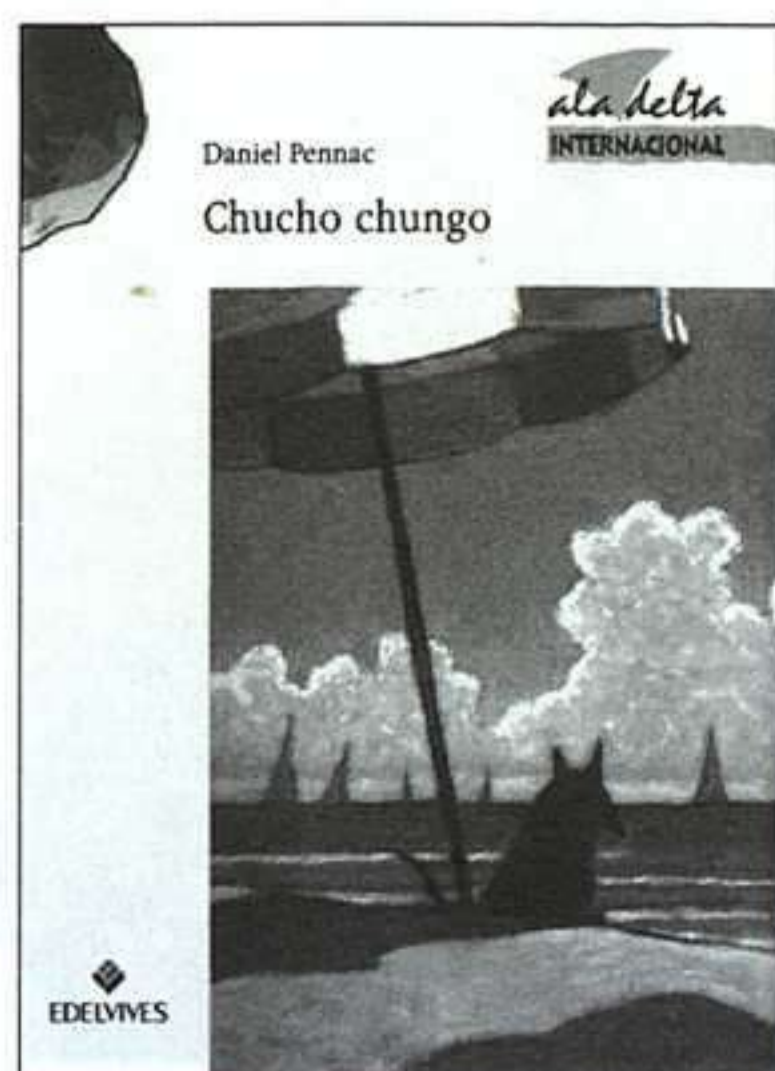 ala delta
INTERNACIONAL
Daniel Pennac
Chucho chungo
EDELVIVES